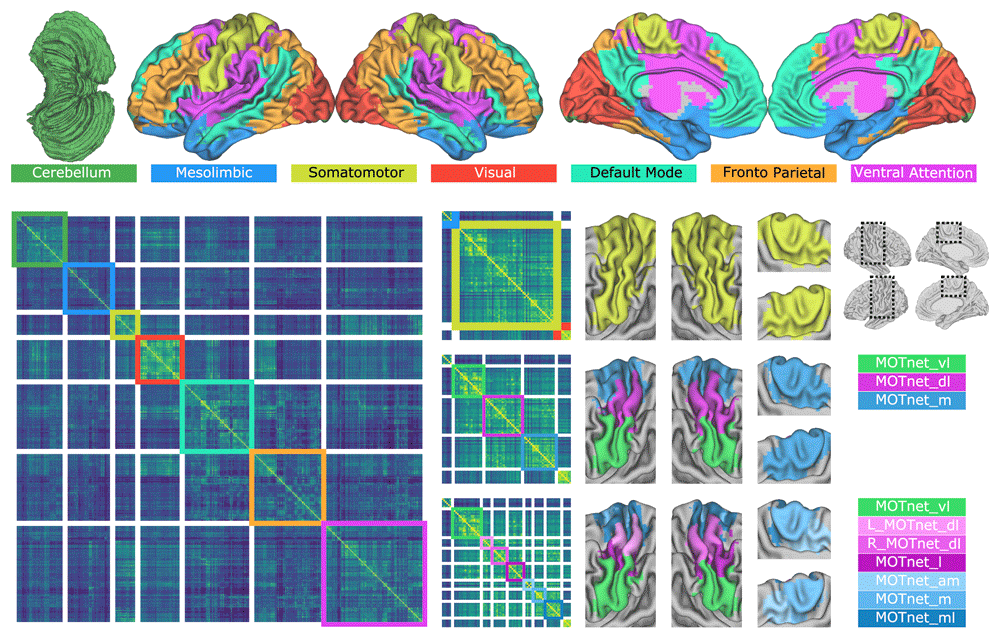 Cerebellum
Mesolimbic
Somatomotor
Visual
Default Mode
Fronto Parietal
Ventral Attention
MOTnet_vl
MOTnet_dl
MOTnet_m
MOTnet_vl
L_MOTnet_dl
R_MOTnet_dl
MOTnet_l
MOTnet_am
MOTnet_m
MOTnet_ml